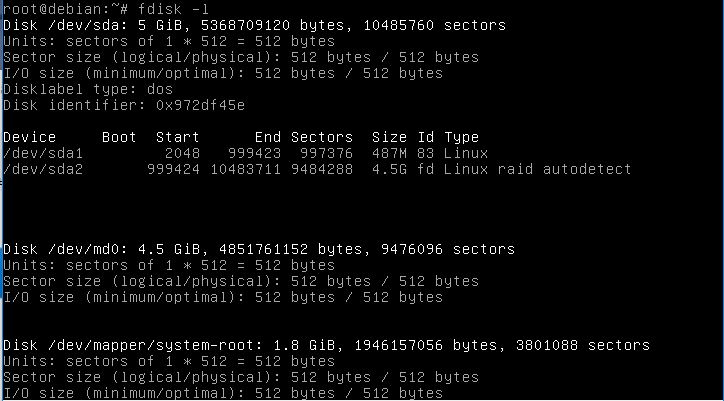 root@debian:~# fdisk -l
Disk /dev/sda: 5 GiB, 5368709120 bytes, 10485760 sectors
Units: sectors of 1 * 512 = 512 bytes
Sector size (logical/physical): 512 bytes / 512 bytes
I/O size (minimum/optimal): 512 bytes / 512 bytes
Disklabel type: dos
Disk identifier: 0x972df45e
Device     Boot  Start      End Sectors  Size Id Type
/dev/sda1         2048   999423  997376  487M 83 Linux
/dev/sda2       999424 10483711 9484288  4.5G fd Linux raid autodetect
Disk /dev/md0: 4.5 GiB, 4851761152 bytes, 9476096 sectors
Units: sectors of 1 * 512 = 512 bytes
Sector size (logical/physical): 512 bytes / 512 bytes
I/O size (minimum/optimal): 512 bytes / 512 bytes
Disk /dev/mapper/system-root: 1.8 GiB, 1946157056 bytes, 3801088 sectors
Units: sectors of 1 * 512 = 512 bytes
Sector size (logical/physical): 512 bytes / 512 bytes
I/O size (minimum/optimal): 512 bytes / 512 bytes